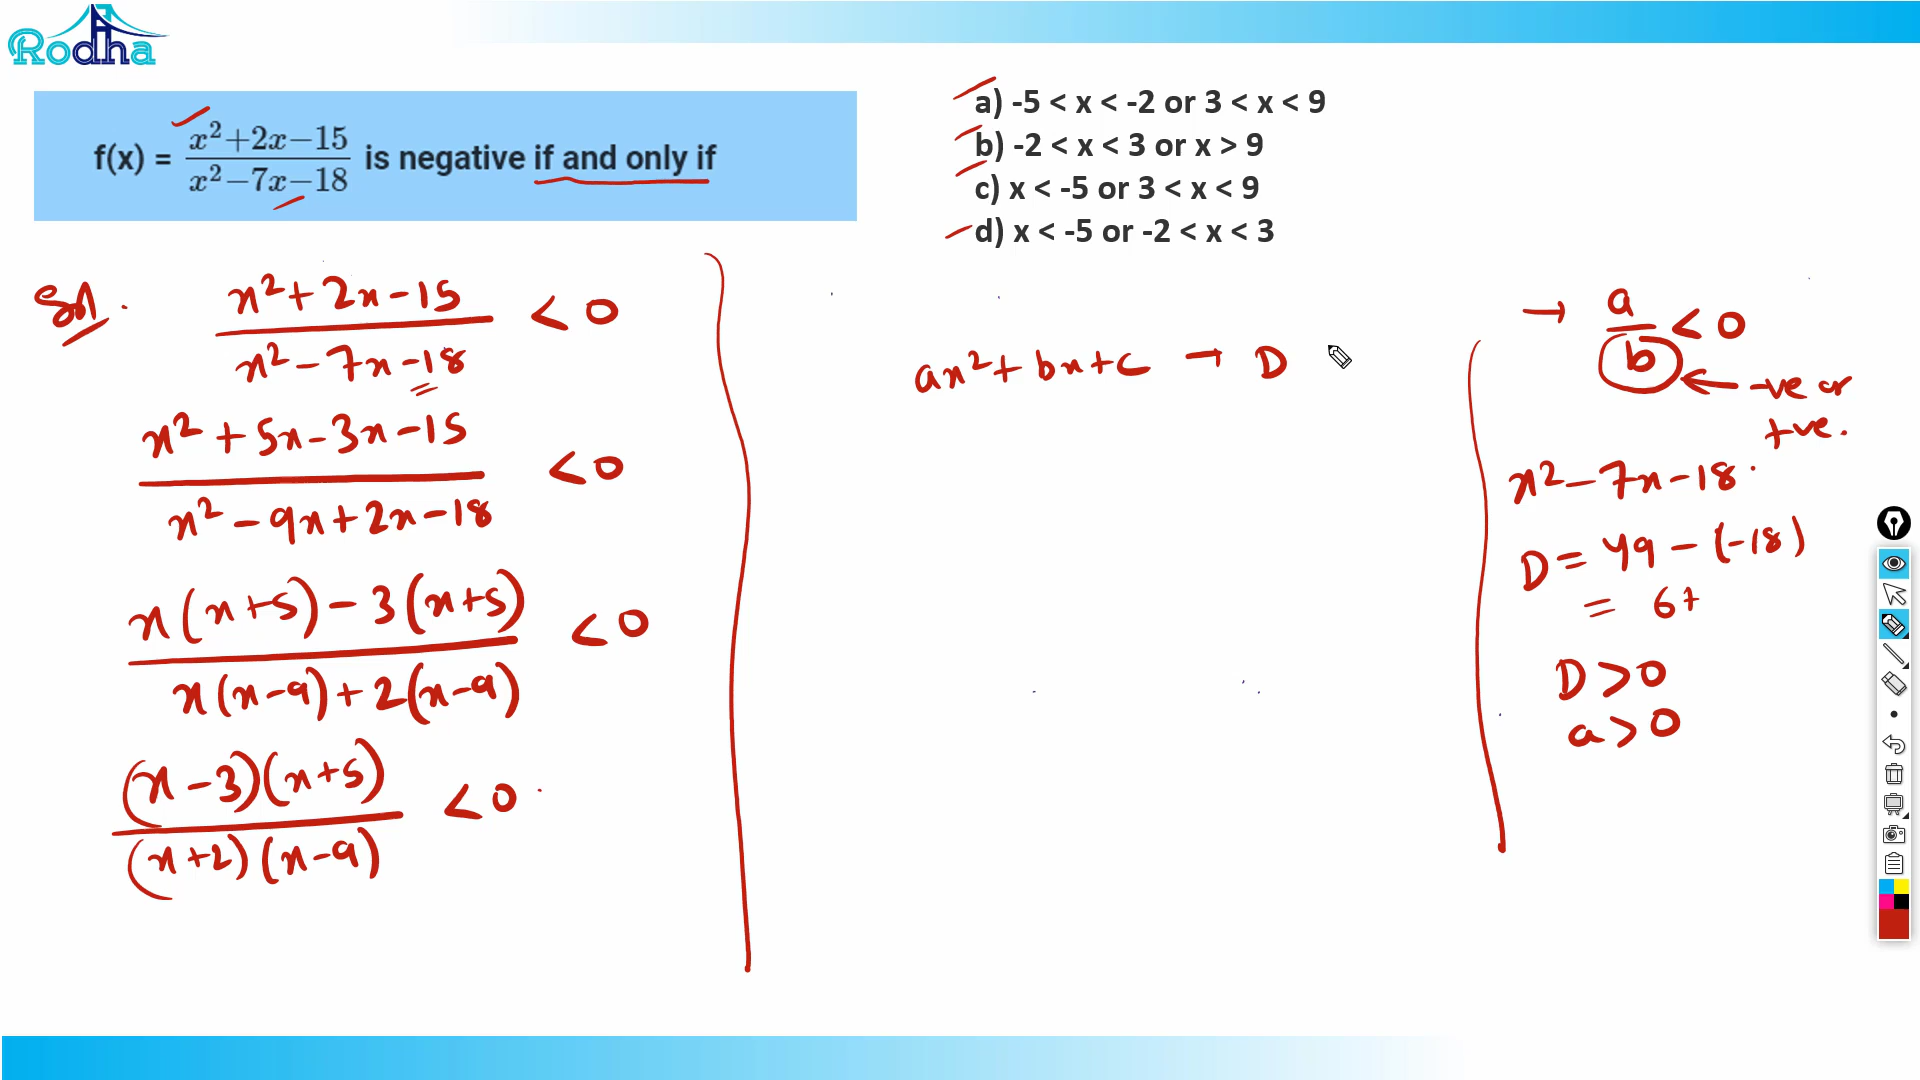 Rodha
f(x) = x²+2x−15 / x²−7x−18 is negative if and only if
a) -5 < x < -2 or 3 < x < 9
b) -2 < x < 3 or x > 9
c) x < -5 or 3 < x < 9
d) x < -5 or -2 < x < 3
Sol.
x² + 2x − 15 / x² − 7x − 18 < 0
x² + 5x − 3x − 15 / x² − 9x + 2x − 18 < 0
x(x+5) − 3(x+5) / x(x−9) + 2(x−9) < 0
(x−3)(x+5) / (x+2)(x−9) < 0
ax² + bx + c → D
→ a / b < 0
← -ve or
+ve.
x² − 7x − 18.
D = 49 − (−18)
= 67
D > 0
a > 0